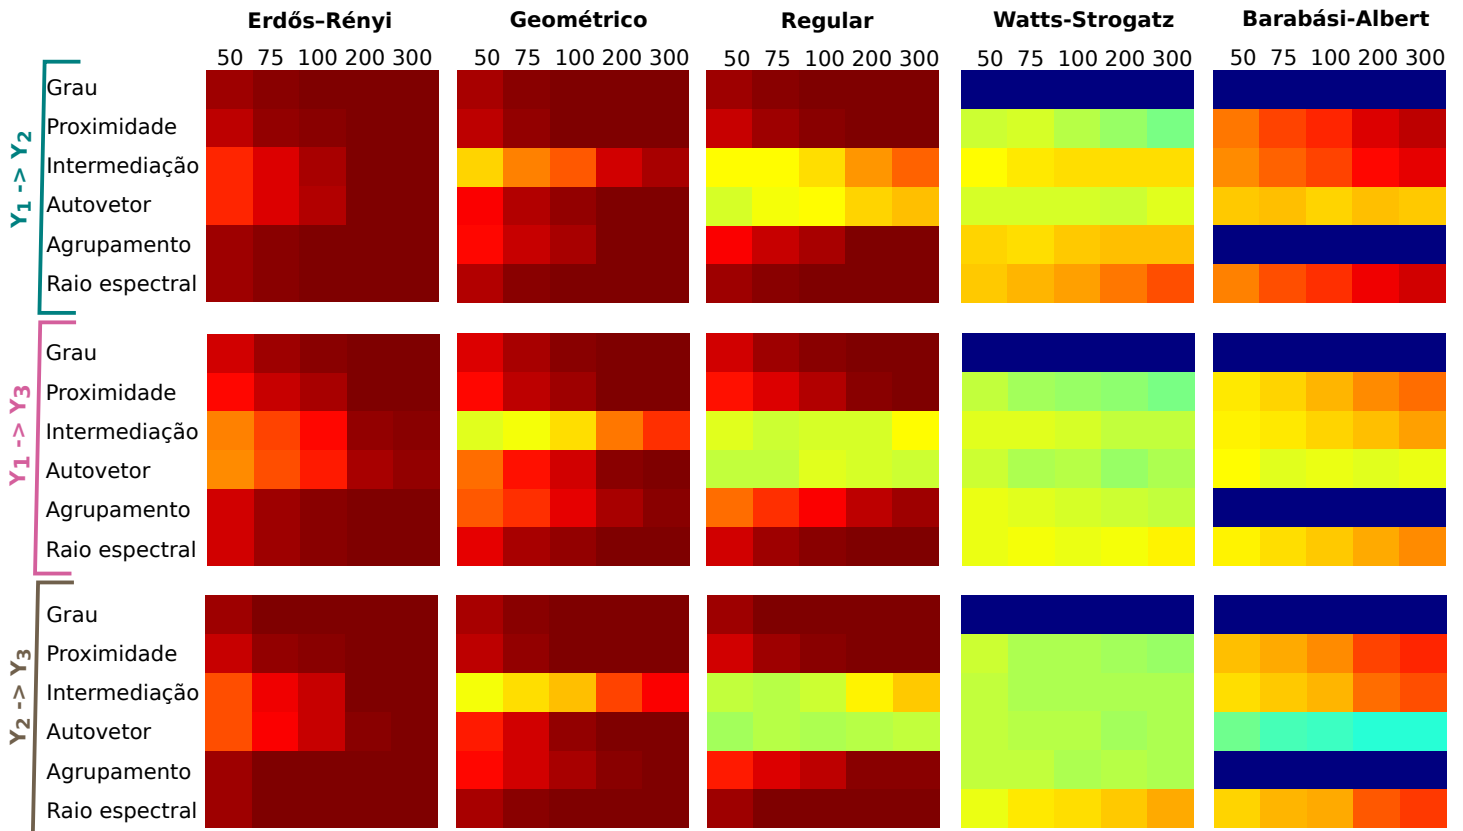 Erdős–Rényi Geométrico Regular Watts-Strogatz Barabási-Albert
50 75 100 200 300 50 75 100 200 300 50 75 100 200 300 50 75 100 200 300 50 75 100 200 300
Y1 -> Y2
Grau
Proximidade
Intermediação
Autovetor
Agrupamento
Raio espectral
Y1 -> Y3
Grau
Proximidade
Intermediação
Autovetor
Agrupamento
Raio espectral
Y2 -> Y3
Grau
Proximidade
Intermediação
Autovetor
Agrupamento
Raio espectral